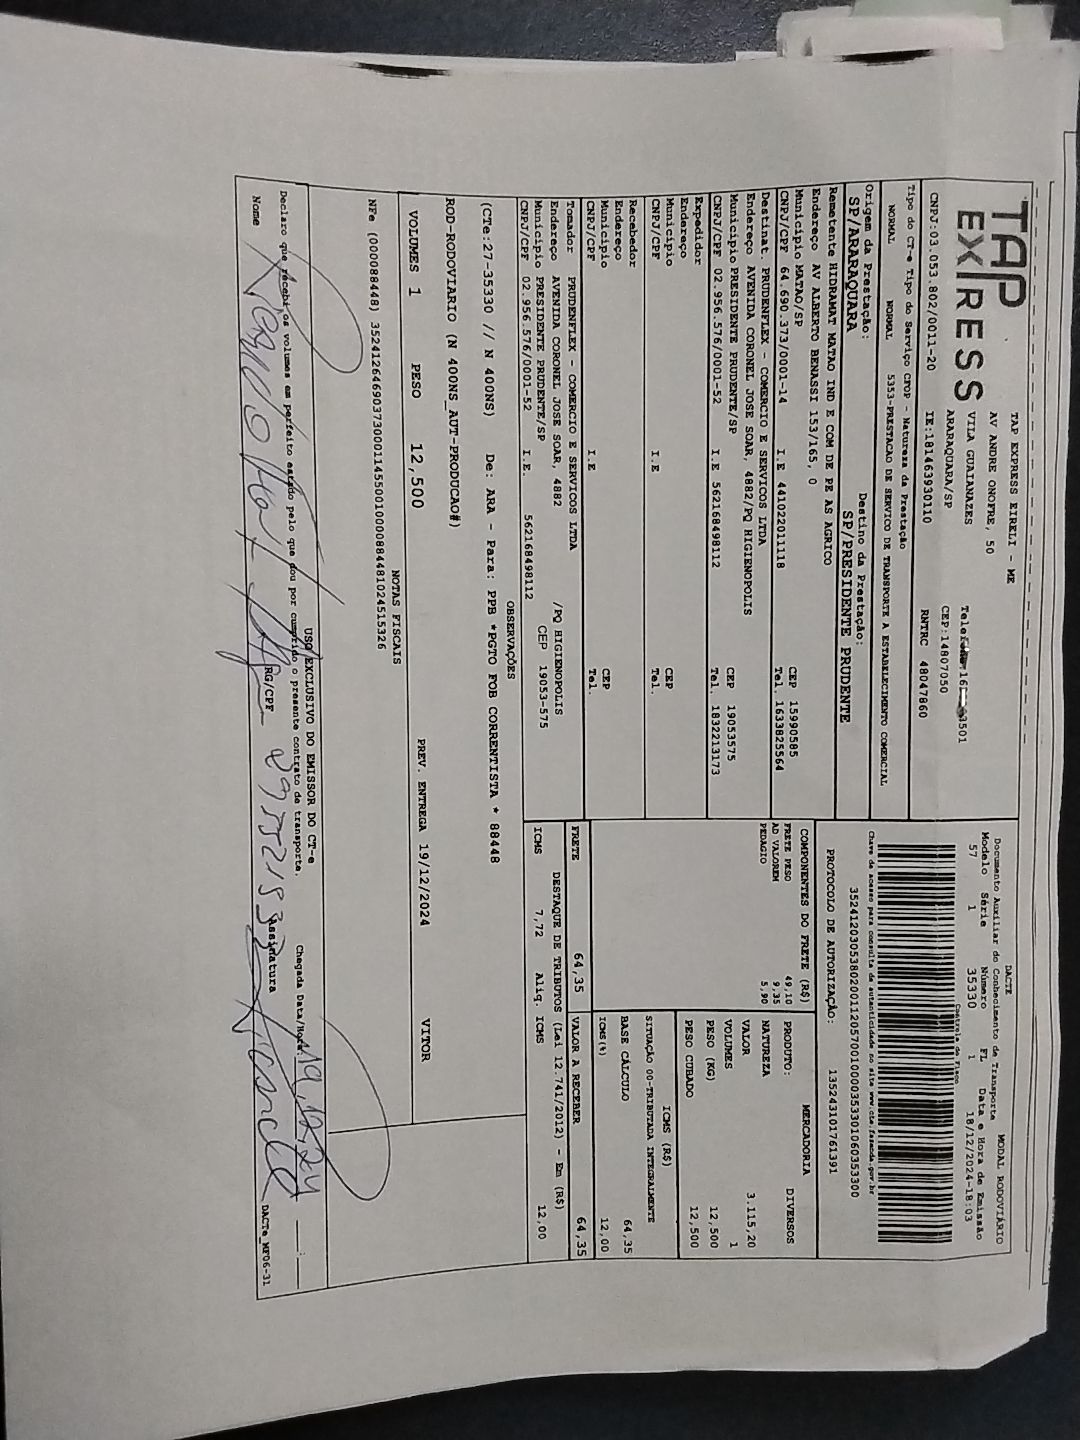 TAP
EXPRESS
TAP EXPRESS EIRELI - ME
AV ANDRE ONOFRE, 50
VILA GUAIANAZES CEP:14807050
ARARAQUARA/SP
CNPJ:03.053.802/0011-20 IE:181463930110 RNTRC 48047860
Tipo do CT-e Tipo do Serviço CFOP - Natureza da Prestação
NORMAL NORMAL 5353-PRESTACAO DE SERVICO DE TRANSPORTE A ESTABELECIMENTO COMERCIAL
Origem da Prestação: Destino da Prestação:
SP/ARARAQUARA SP/PRESIDENTE PRUDENTE
Remetente HIDRAMAT MATAO IND E COM DE PE AS AGRICO
Endereço AV ALBERTO BENASSI 153/165, 0
Município MATAO/SP CEP 15990585
CNPJ/CPF 64.690.373/0001-14 I.E 441022011118 Tel. 1633825564
Destinat. PRUDENFLEX - COMERCIO E SERVICOS LTDA
Endereço AVENIDA CORONEL JOSE SOAR, 4882/PQ HIGIENOPOLIS
Município PRESIDENTE PRUDENTE/SP CEP 19053575
CNPJ/CPF 02.956.576/0001-52 I.E 562168498112 Tel. 1832213173
Expedidor
Endereço
Município CEP
CNPJ/CPF I.E Tel.
Recebedor
Endereço
Município CEP
CNPJ/CPF I.E Tel.
Tomador PRUDENFLEX - COMERCIO E SERVICOS LTDA
Endereço AVENIDA CORONEL JOSE SOAR, 4882 /PQ HIGIENOPOLIS
Município PRESIDENTE PRUDENTE/SP CEP 19053-575
CNPJ/CPF 02.956.576/0001-52 I.E. 562168498112
DACTE MODAL RODOVIÁRIO
Documento Auxiliar do Conhecimento de Transporte
Modelo Série Número FL Data e Hora de Emissão
57 1 35330 1 18/12/2024-18:03
Controle do Fisco
Chave de acesso para consulta de autenticidade no site www.cte.fazenda.gov.br
35241203053802001120570010000353301060353300
PROTOCOLO DE AUTORIZAÇÃO: 135243101761391
COMPONENTES DO FRETE (R$)
FRETE PESO 49,10
AD VALOREM 9,35
PEDAGIO 5,90
MERCADORIA
PRODUTO: DIVERSOS
NATUREZA
VALOR 3.115,20
VOLUMES 1
PESO (KG) 12,500
PESO CUBADO 12,500
ICMS (R$)
SITUAÇÃO 00-TRIBUTADA INTEGRALMENTE
BASE CÁLCULO 64,35
ICMS(%) 12,00
FRETE 64,35 VALOR A RECEBER 64,35
DESTAQUE DE TRIBUTOS (Lei 12.741/2012) - Em (R$)
ICMS 7,72 Aliq. ICMS 12,00
OBSERVAÇÕES
(CTe:27-35330 // N 400NS) De: ARA - Para: PPB *PGTO FOB CORRENTISTA * 88448
ROD-RODOVIARIO (N 400NS_AUT-PRODUCAO#)
VOLUMES 1 PESO 12,500 PREV. ENTREGA 19/12/2024 VITOR
NOTAS FISCAIS
NFe (000088448) 35241264690373000114550010000884481024515326
USO EXCLUSIVO DO EMISSOR DO CT-e
Declaro que recebi os volumes em perfeito estado pelo que dou por cumprido o presente contrato de transporte. Chegada Data/Hora: 19,12,24
Nome RG/CPF Assinatura
DACTe_MF06-31